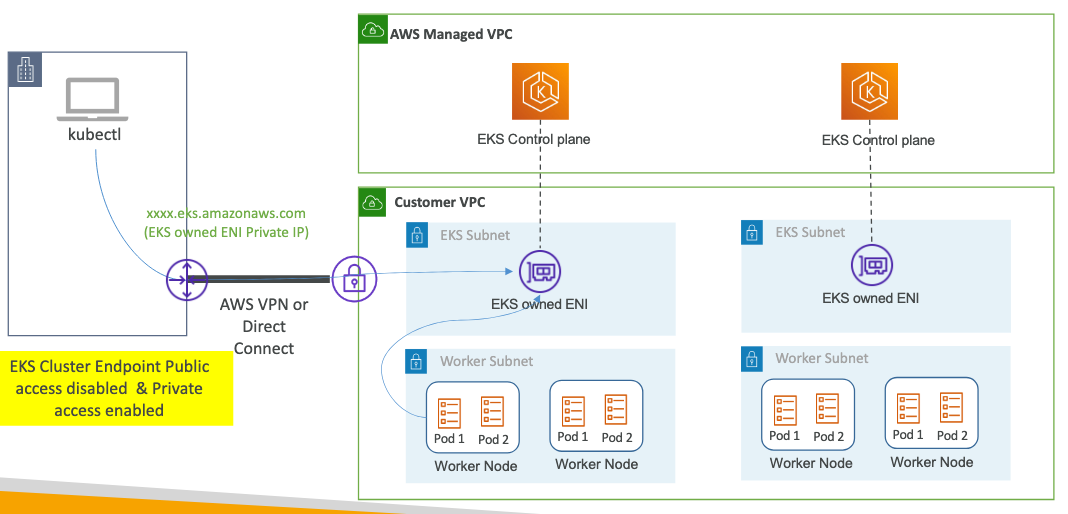 AWS Managed VPC
kubectl
EKS Control plane
EKS Control plane
xxxx.eks.amazonaws.com
(EKS owned ENI Private IP)
AWS VPN or
Direct
Connect
EKS Cluster Endpoint Public
access disabled & Private
access enabled
Customer VPC
EKS Subnet
EKS owned ENI
EKS Subnet
EKS owned ENI
Worker Subnet
Pod 1
Pod 2
Worker Node
Pod 1
Pod 2
Worker Node
Worker Subnet
Pod 1
Pod 2
Worker Node
Pod 1
Pod 2
Worker Node